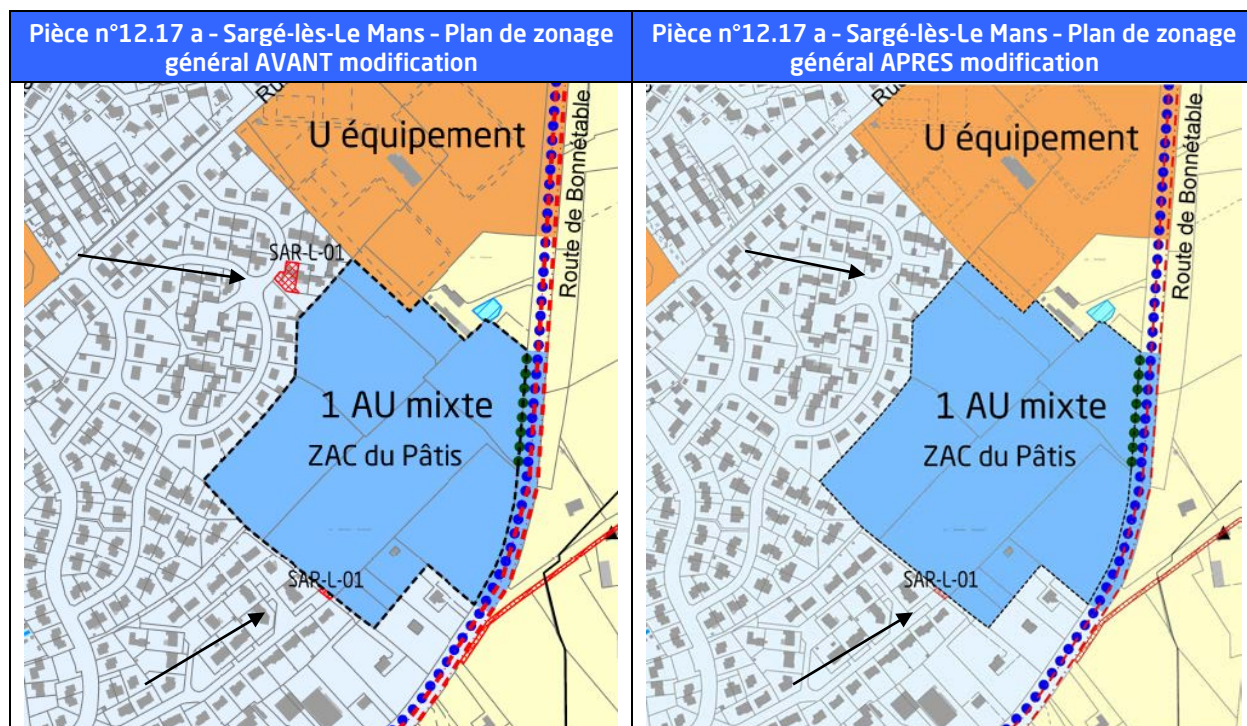 Pièce n°12.17 a – Sargé-lès-Le Mans – Plan de zonage
général AVANT modification
Pièce n°12.17 a – Sargé-lès-Le Mans – Plan de zonage
général APRES modification
U équipement
Route de Bonnétable
SAR-L-01
1 AU mixte
ZAC du Pâtis
SAR-L-01
U équipement
Route de Bonnétable
1 AU mixte
ZAC du Pâtis
SAR-L-01